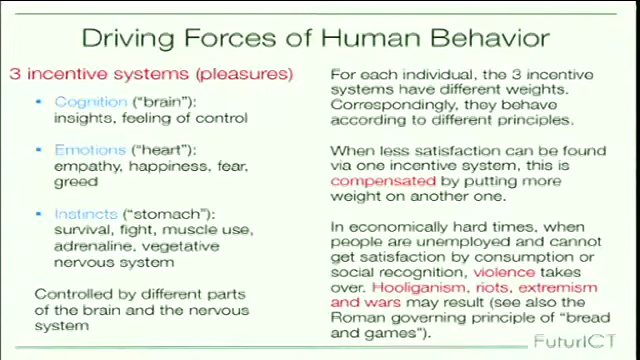 Driving Forces of Human Behavior
3 incentive systems (pleasures)
Cognition ("brain"):
insights, feeling of control
Emotions ("heart"):
empathy, happiness, fear,
greed
Instincts ("stomach"):
survival, fight, muscle use,
adrenaline, vegetative
nervous system
Controlled by different parts
of the brain and the nervous
system
For each individual, the 3 incentive
systems have different weights.
Correspondingly, they behave
according to different principles.
When less satisfaction can be found
via one incentive system, this is
compensated by putting more
weight on another one.
In economically hard times, when
people are unemployed and cannot
get satisfaction by consumption or
social recognition, violence takes
over. Hooliganism, riots, extremism
and wars may result (see also the
Roman governing principle of "bread
and games").
FuturICT